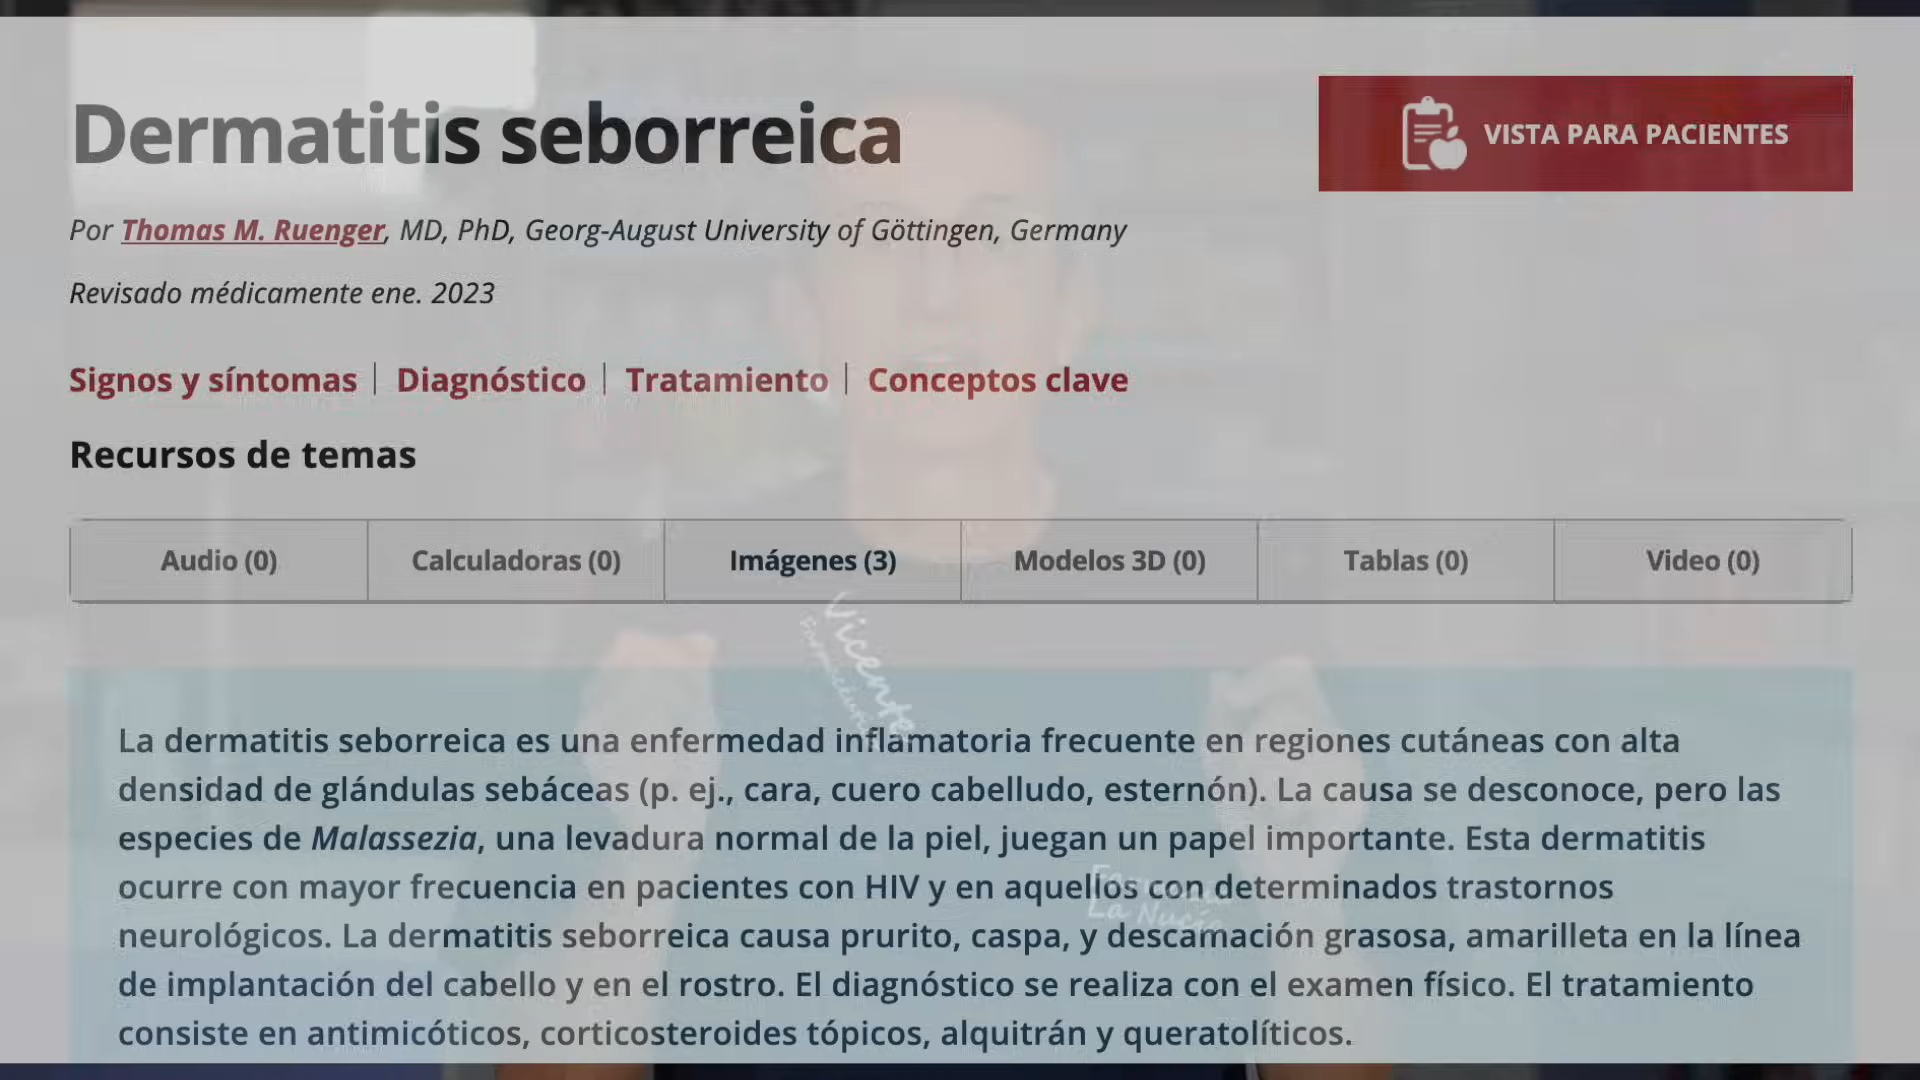 Dermatitis seborreica
VISTA PARA PACIENTES
Por Thomas M. Ruenger, MD, PhD, Georg-August University of Göttingen, Germany
Revisado médicamente ene. 2023
Signos y síntomas | Diagnóstico | Tratamiento | Conceptos clave
Recursos de temas
Audio (0) Calculadoras (0) Imágenes (3) Modelos 3D (0) Tablas (0) Video (0)
Vicente
Farmacéutico
La dermatitis seborreica es una enfermedad inflamatoria frecuente en regiones cutáneas con alta
densidad de glándulas sebáceas (p. ej., cara, cuero cabelludo, esternón). La causa se desconoce, pero las
especies de Malassezia, una levadura normal de la piel, juegan un papel importante. Esta dermatitis
ocurre con mayor frecuencia en pacientes con HIV y en aquellos con determinados trastornos
neurológicos. La dermatitis seborreica causa prurito, caspa, y descamación grasosa, amarilleta en la línea
de implantación del cabello y en el rostro. El diagnóstico se realiza con el examen físico. El tratamiento
consiste en antimicóticos, corticosteroides tópicos, alquitrán y queratolíticos.
Farmacia
La Nucía